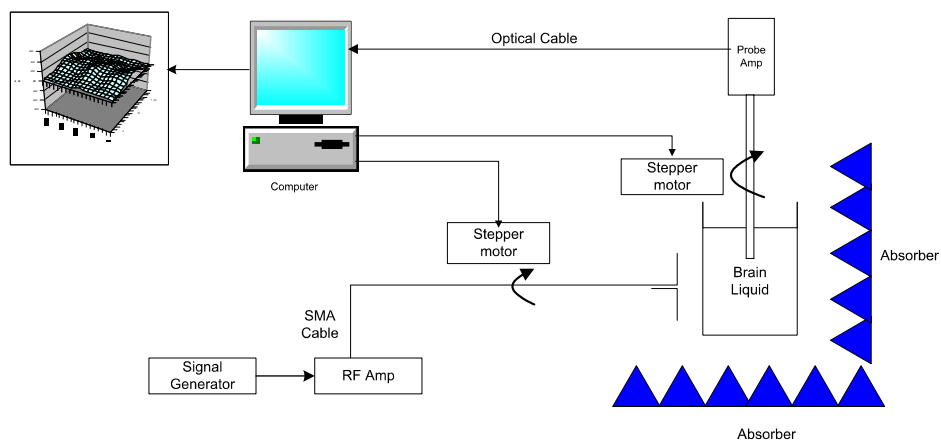 Optical Cable
Probe
Amp
Computer
Stepper
motor
Stepper
motor
Brain
Liquid
Absorber
SMA
Cable
Signal
Generator
RF Amp
Absorber